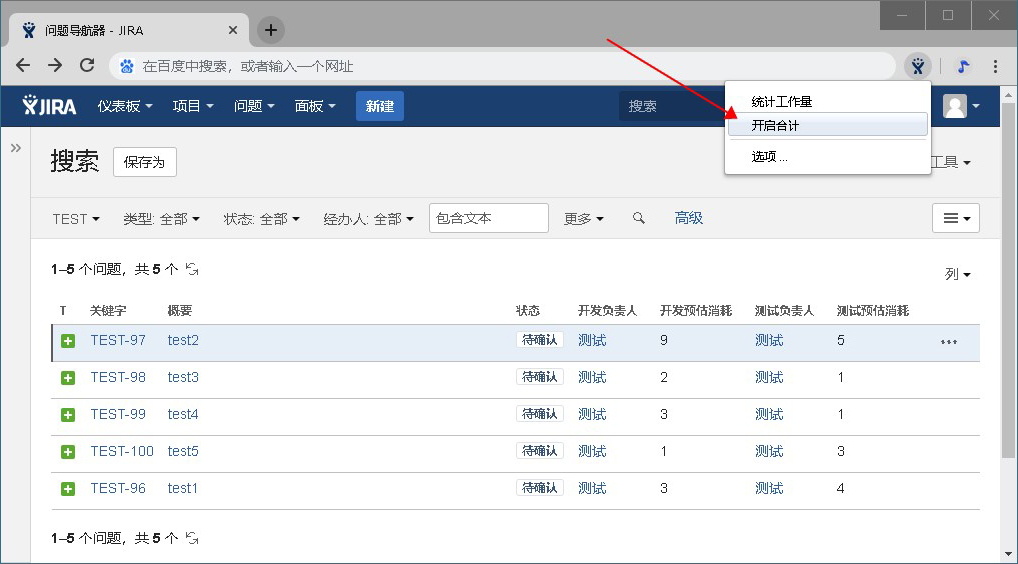 问题导航器 - JIRA
在百度中搜索，或者输入一个网址
JIRA 仪表板 项目 问题 面板 新建 搜索
统计工作量
开启合计
选项 ...
搜索 保存为 工具
TEST 类型: 全部 状态: 全部 经办人: 全部 包含文本 更多 高级
1–5 个问题，共 5 个
列
T 关键字 概要 状态 开发负责人 开发预估消耗 测试负责人 测试预估消耗
TEST-97 test2 待确认 测试 9 测试 5
TEST-98 test3 待确认 测试 2 测试 1
TEST-99 test4 待确认 测试 3 测试 1
TEST-100 test5 待确认 测试 1 测试 3
TEST-96 test1 待确认 测试 3 测试 4
1–5 个问题，共 5 个